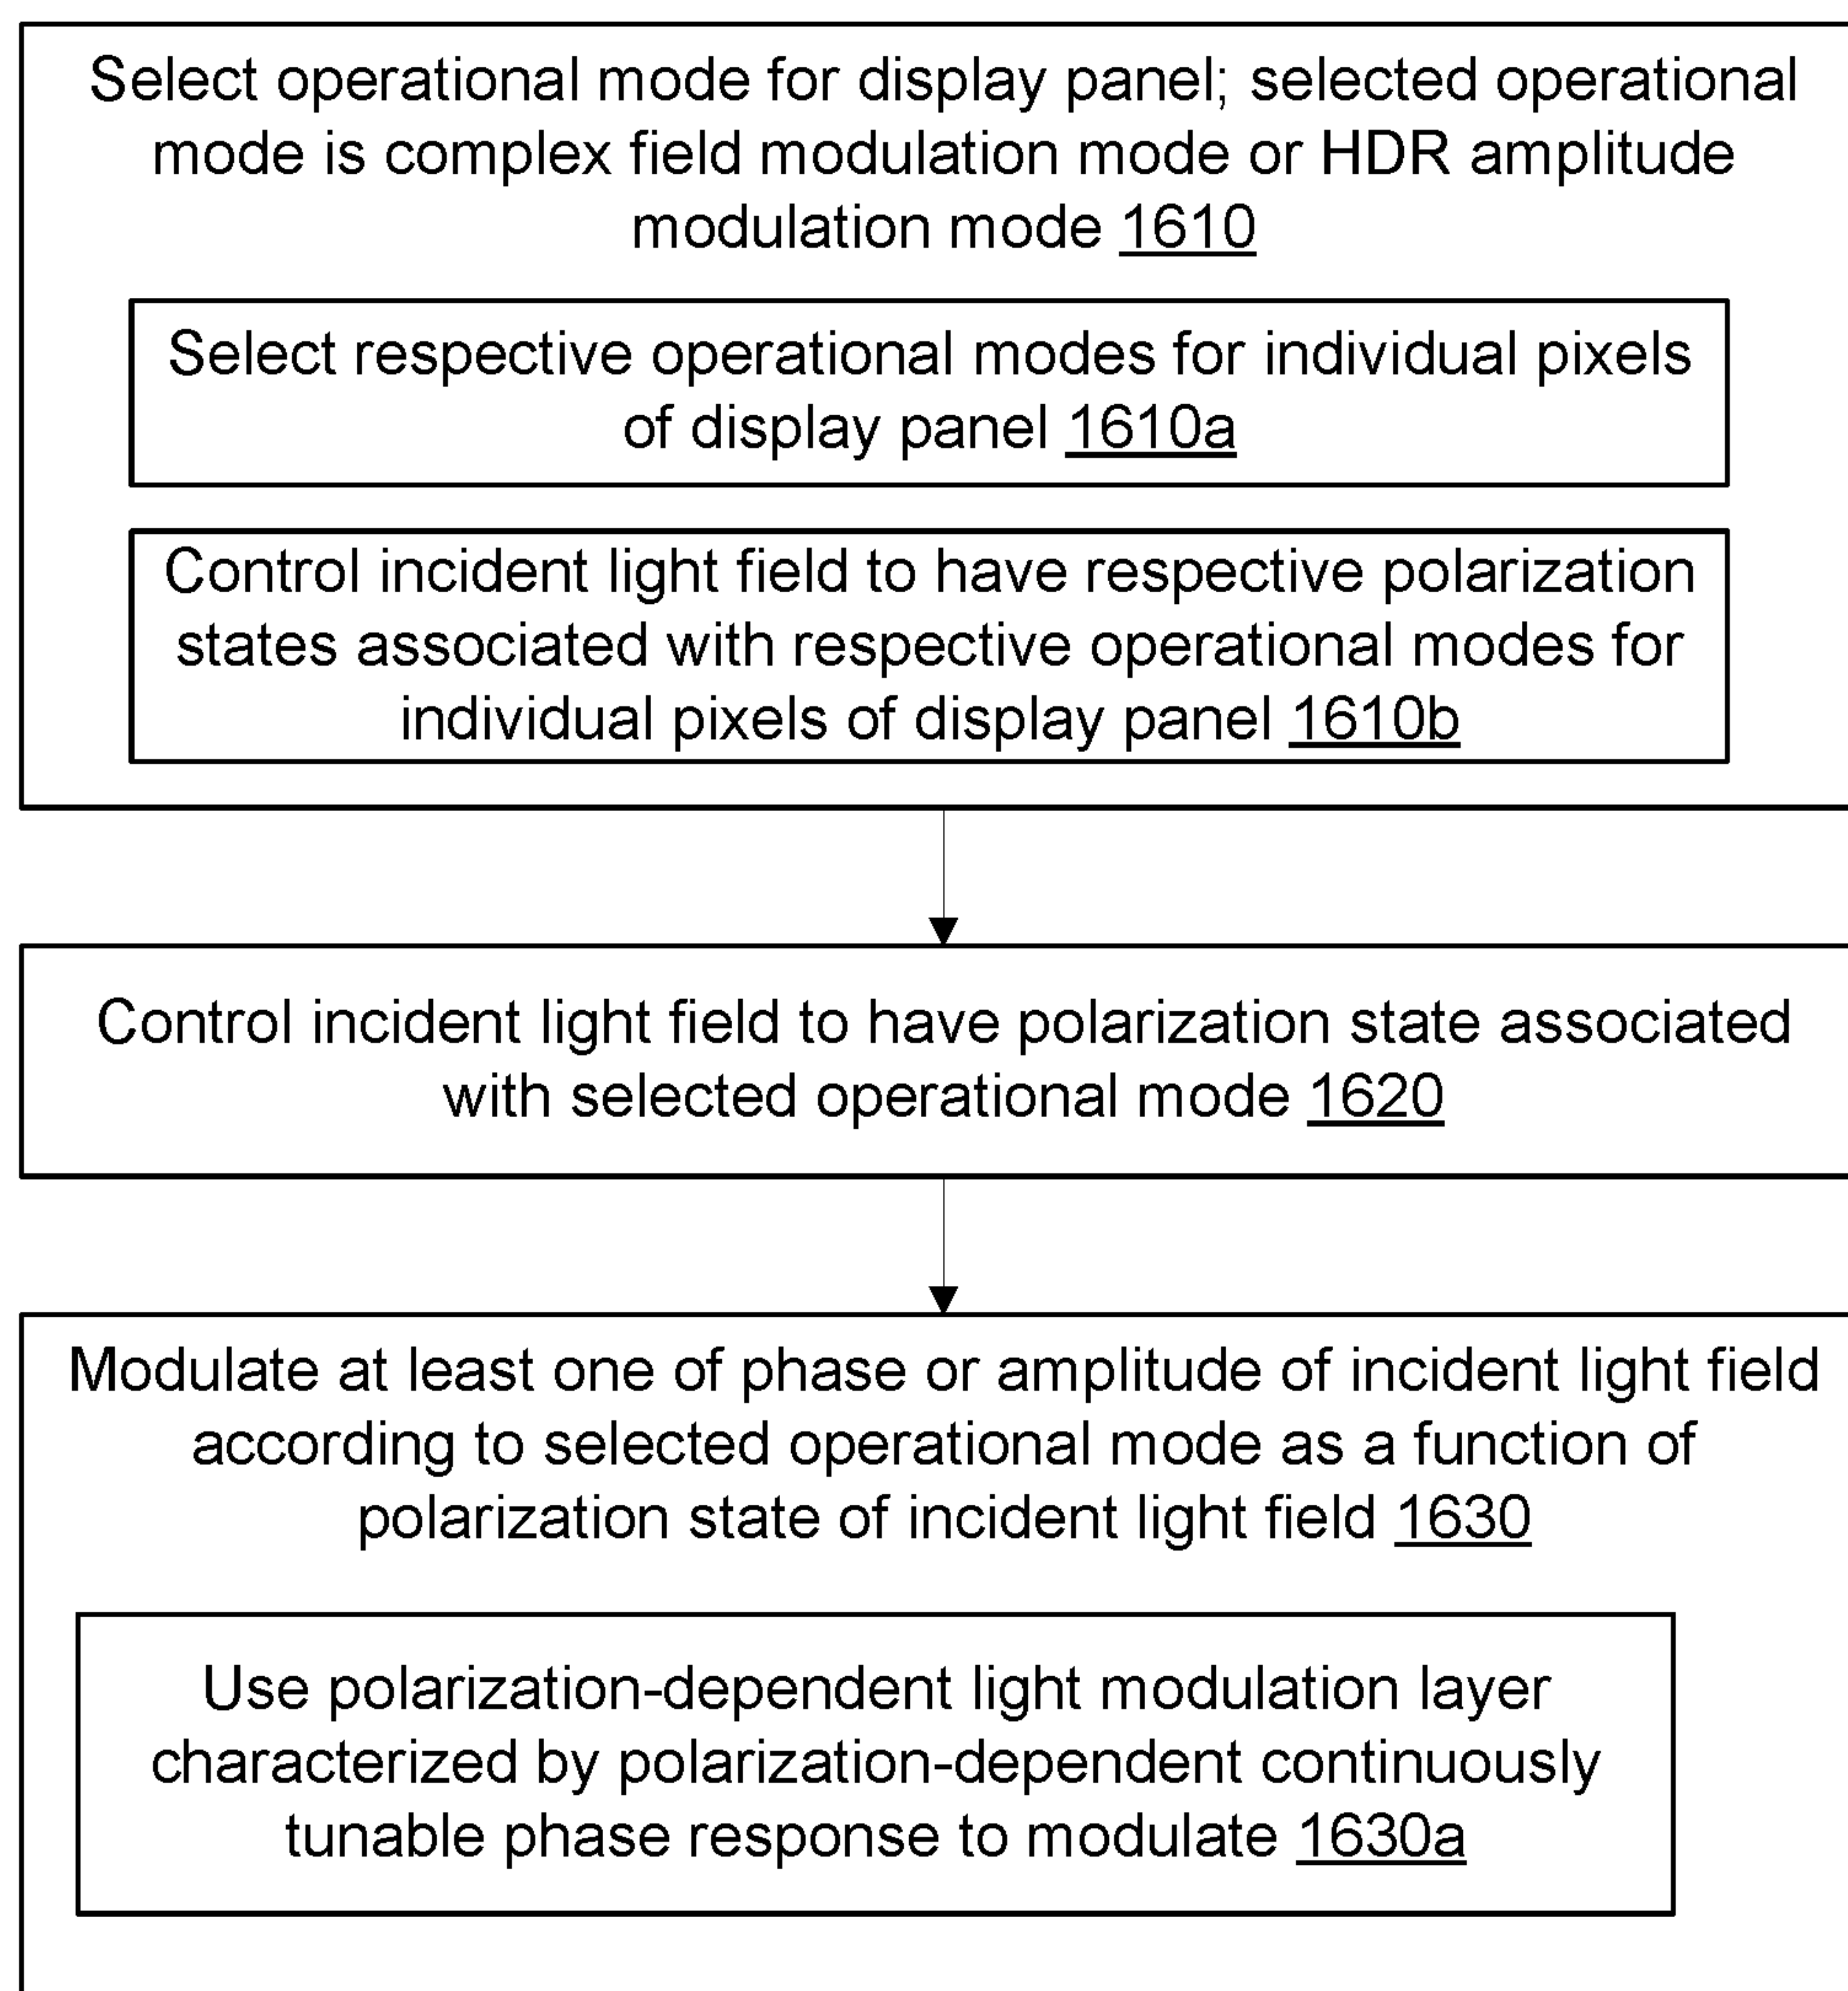 Select operational mode for display panel; selected operational
mode is complex field modulation mode or HDR amplitude
modulation mode 1610
Select respective operational modes for individual pixels
of display panel 1610a
Control incident light field to have respective polarization
states associated with respective operational modes for
individual pixels of display panel 1610b
Control incident light field to have polarization state associated
with selected operational mode 1620
Modulate at least one of phase or amplitude of incident light field
according to selected operational mode as a function of
polarization state of incident light field 1630
Use polarization-dependent light modulation layer
characterized by polarization-dependent continuously
tunable phase response to modulate 1630a